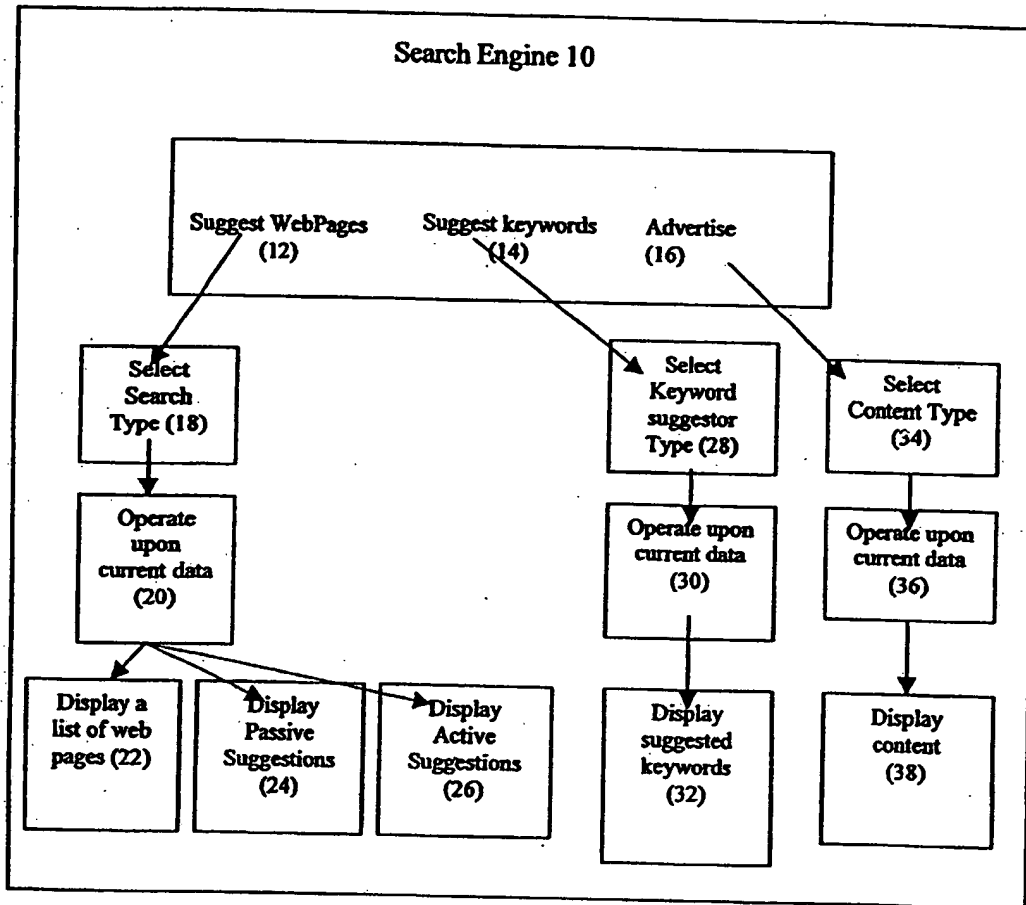 Search Engine 10
Suggest WebPages
(12)
Suggest keywords
(14)
Advertise
(16)
Select
Search
Type (18)
Select
Keyword
suggestor
Type (28)
Select
Content Type
(34)
Operate
upon
current data
(20)
Operate upon
current data
(30)
Operate upon
current data
(36)
Display a
list of web
pages (22)
Display
Passive
Suggestions
(24)
Display
Active
Suggestions
(26)
Display
suggested
keywords
(32)
Display
content
(38)